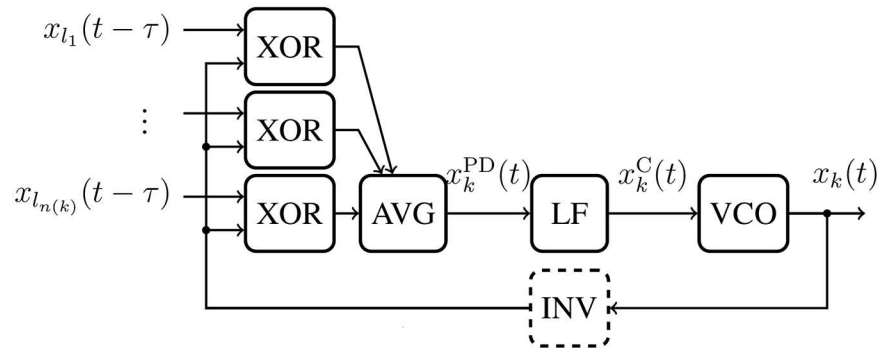 x_{l_1}(t − τ)
XOR
⋮
XOR
x_{l_{n(k)}}(t − τ)
XOR
AVG
x_k^{PD}(t)
LF
x_k^{C}(t)
VCO
x_k(t)
INV